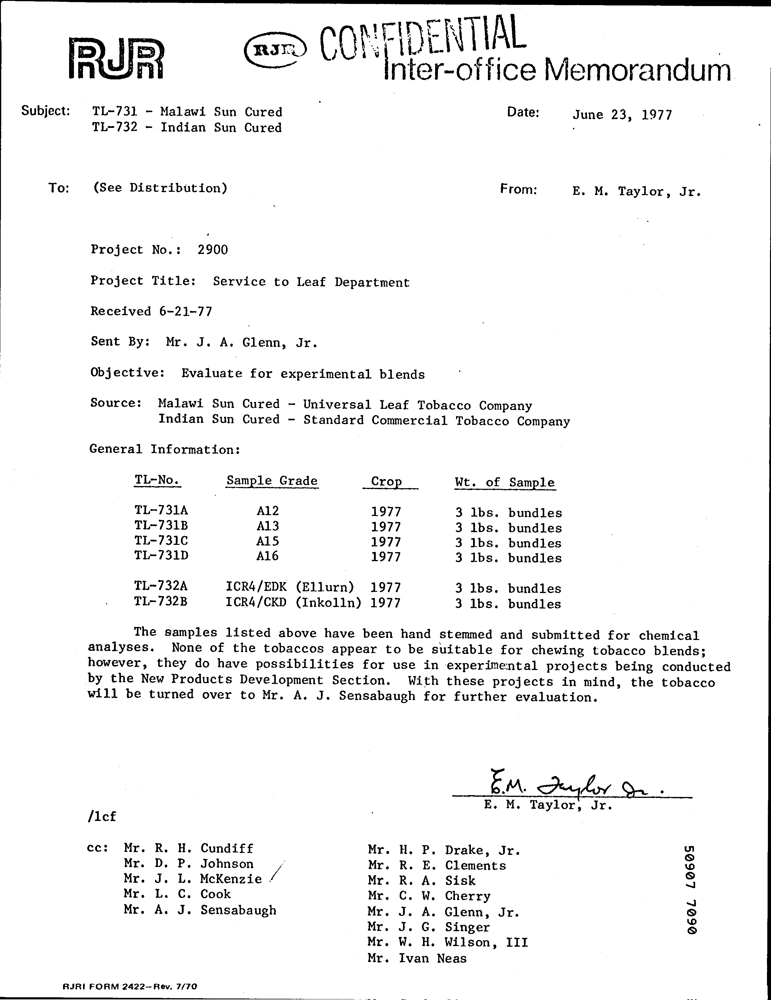 RJR
RJR CONFIDENTIAL
Inter-office Memorandum
Subject: TL-731 - Malawi Sun Cured
TL-732 - Indian Sun Cured
Date: June 23, 1977
To: (See Distribution)
From: E. M. Taylor, Jr.
Project No.: 2900
Project Title: Service to Leaf Department
Received 6-21-77
Sent By: Mr. J. A. Glenn, Jr.
Objective: Evaluate for experimental blends
Source: Malawi Sun Cured - Universal Leaf Tobacco Company
Indian Sun Cured - Standard Commercial Tobacco Company
General Information:
TL-No. Sample Grade Crop Wt. of Sample
TL-731A A12 1977 3 lbs. bundles
TL-731B A13 1977 3 lbs. bundles
TL-731C A15 1977 3 lbs. bundles
TL-731D A16 1977 3 lbs. bundles
TL-732A ICR4/EDK (Ellurn) 1977 3 lbs. bundles
TL-732B ICR4/CKD (Inkolln) 1977 3 lbs. bundles
The samples listed above have been hand stemmed and submitted for chemical
analyses. None of the tobaccos appear to be suitable for chewing tobacco blends;
however, they do have possibilities for use in experimental projects being conducted
by the New Products Development Section. With these projects in mind, the tobacco
will be turned over to Mr. A. J. Sensabaugh for further evaluation.
E.M. Taylor Jr.
E. M. Taylor, Jr.
/lcf
cc: Mr. R. H. Cundiff
Mr. D. P. Johnson
Mr. J. L. McKenzie
Mr. L. C. Cook
Mr. A. J. Sensabaugh
Mr. H. P. Drake, Jr.
Mr. R. E. Clements
Mr. R. A. Sisk
Mr. C. W. Cherry
Mr. J. A. Glenn, Jr.
Mr. J. G. Singer
Mr. W. H. Wilson, III
Mr. Ivan Neas
50907 7090
RJRI FORM 2422-Rev. 7/70